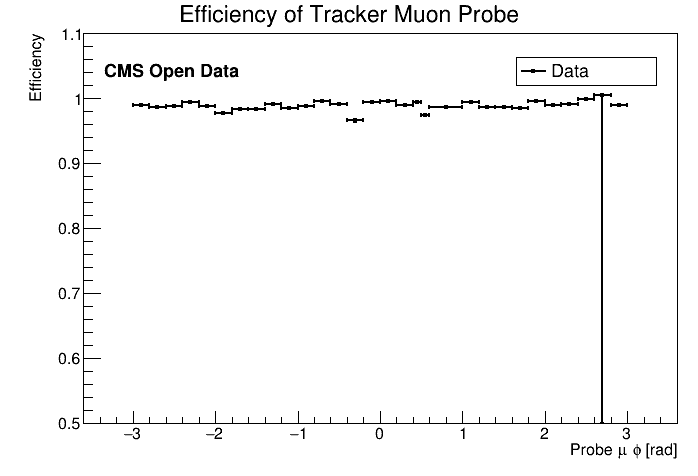 Efficiency of Tracker Muon Probe
Efficiency
1.1
1
0.9
0.8
0.7
0.6
0.5
CMS Open Data
Data
−3
−2
−1
0
1
2
3
Probe μ ϕ [rad]